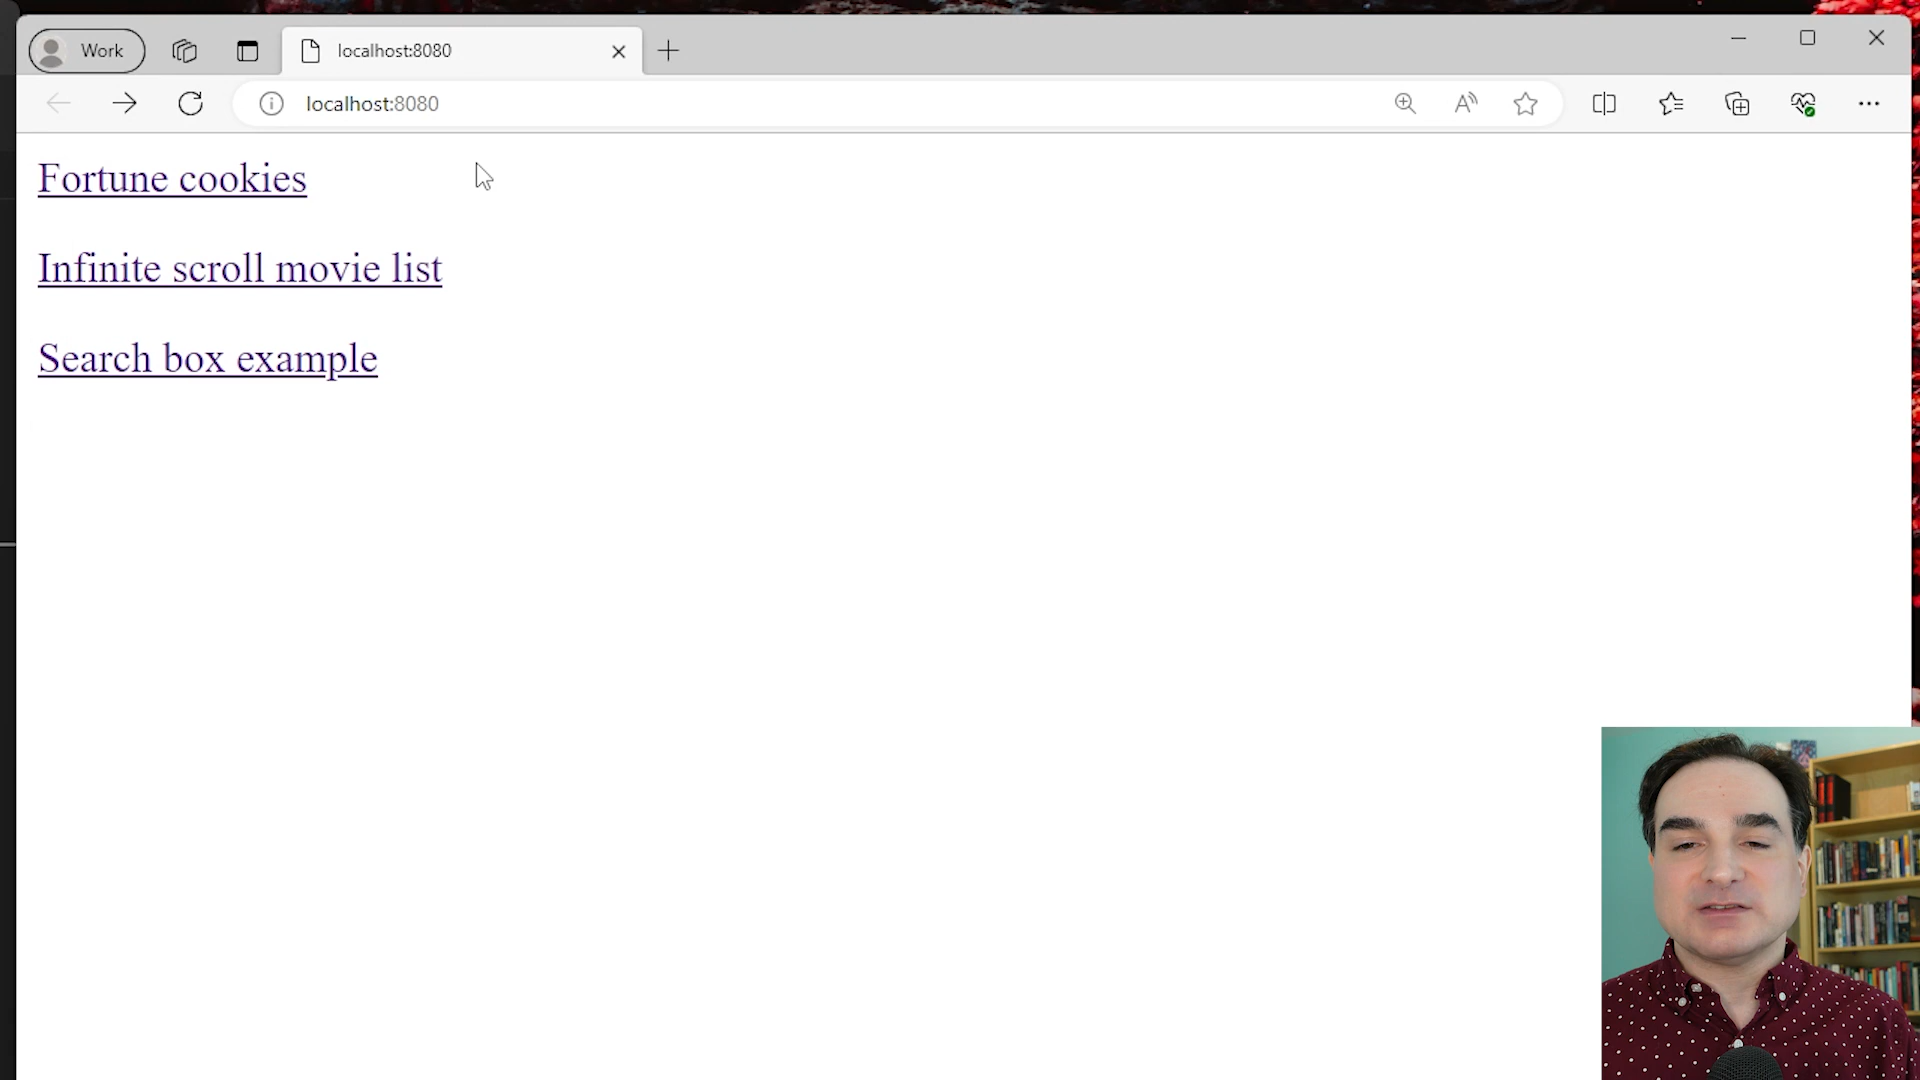 Work
localhost:8080
localhost:8080
Fortune cookies
Infinite scroll movie list
Search box example